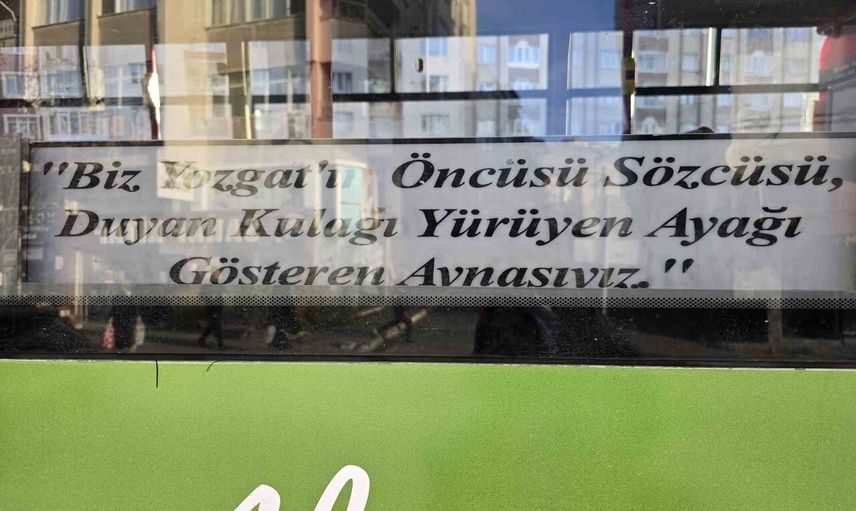 "Biz Yozgat'ın Öncüsü Sözcüsü,
Duyan Kulağı Yürüyen Ayağı
Gösteren Aynasıyız."